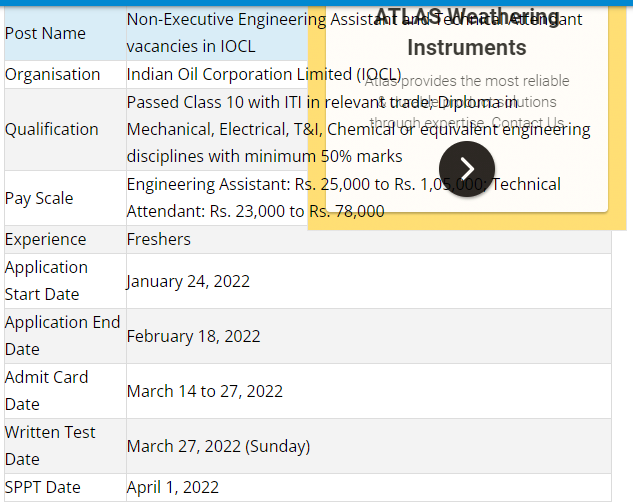 Post Name
Non-Executive Engineering Assistant and Technical Attendant
vacancies in IOCL
Organisation
Indian Oil Corporation Limited (IOCL)
Qualification
Passed Class 10 with ITI in relevant trade; Diploma in
Mechanical, Electrical, T&I, Chemical or equivalent engineering
disciplines with minimum 50% marks
Pay Scale
Engineering Assistant: Rs. 25,000 to Rs. 1,05,000; Technical
Attendant: Rs. 23,000 to Rs. 78,000
Experience
Freshers
Application
Start Date
January 24, 2022
Application End
Date
February 18, 2022
Admit Card
Date
March 14 to 27, 2022
Written Test
Date
March 27, 2022 (Sunday)
SPPT Date
April 1, 2022
ATLAS Weathering
Instruments
Atlas provides the most reliable
& durable product solutions
through expertise. Contact Us